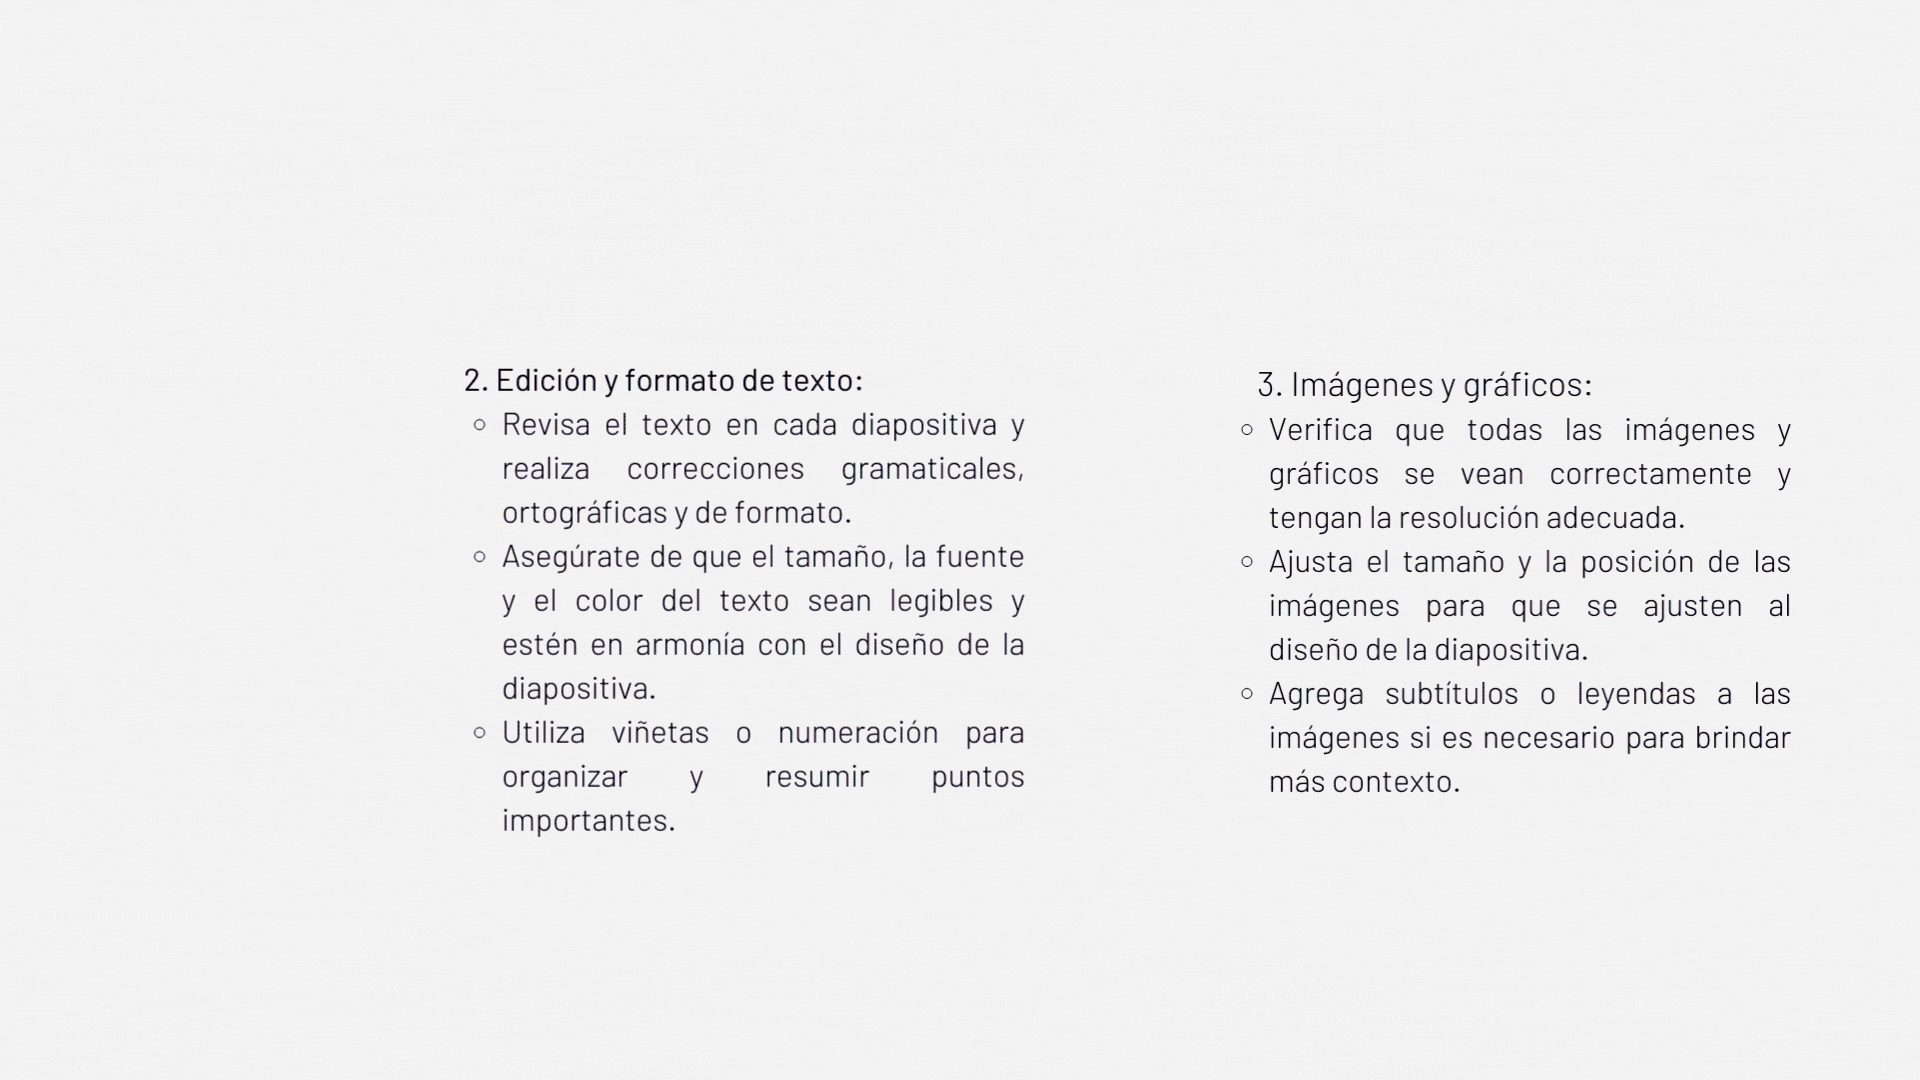 2. Edición y formato de texto:
○ Revisa el texto en cada diapositiva y
realiza correcciones gramaticales,
ortográficas y de formato.
○ Asegúrate de que el tamaño, la fuente
y el color del texto sean legibles y
estén en armonía con el diseño de la
diapositiva.
○ Utiliza viñetas o numeración para
organizar y resumir puntos
importantes.
3. Imágenes y gráficos:
○ Verifica que todas las imágenes y
gráficos se vean correctamente y
tengan la resolución adecuada.
○ Ajusta el tamaño y la posición de las
imágenes para que se ajusten al
diseño de la diapositiva.
○ Agrega subtítulos o leyendas a las
imágenes si es necesario para brindar
más contexto.